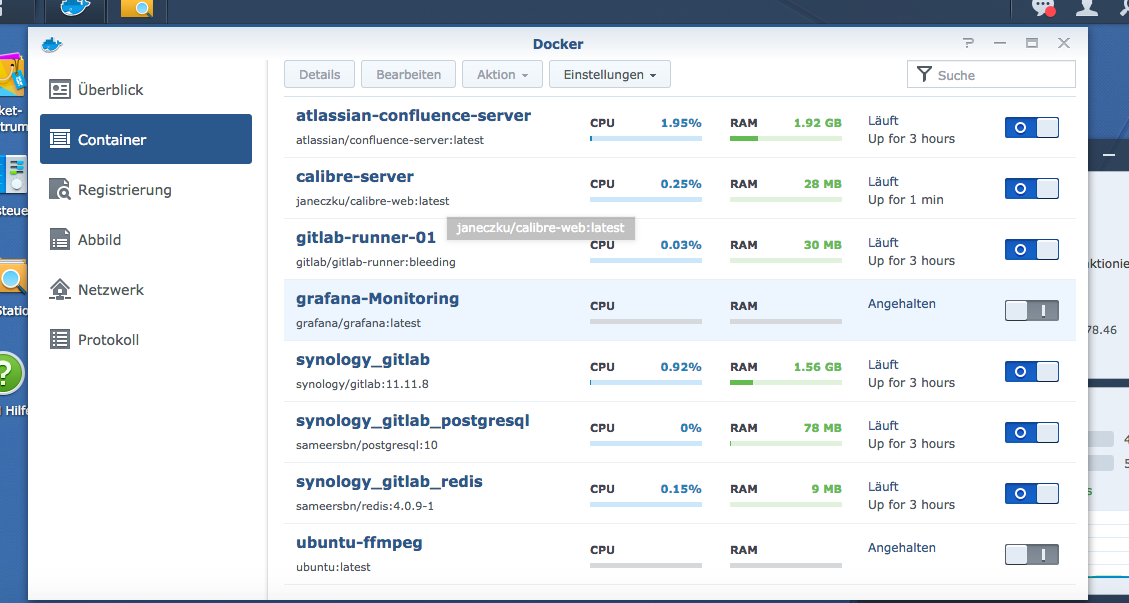 Docker
Details
Bearbeiten
Aktion
Einstellungen
Suche
Überblick
Container
Registrierung
Abbild
Netzwerk
Protokoll
atlassian-confluence-server
atlassian/confluence-server:latest
CPU 1.95% RAM 1.92 GB
Läuft
Up for 3 hours
calibre-server
janeczku/calibre-web:latest
CPU 0.25% RAM 28 MB
Läuft
Up for 1 min
janeczku/calibre-web:latest
gitlab-runner-01
gitlab/gitlab-runner:bleeding
CPU 0.03% RAM 30 MB
Läuft
Up for 3 hours
grafana-Monitoring
grafana/grafana:latest
CPU RAM
Angehalten
synology_gitlab
synology/gitlab:11.11.8
CPU 0.92% RAM 1.56 GB
Läuft
Up for 3 hours
synology_gitlab_postgresql
sameersbn/postgresql:10
CPU 0% RAM 78 MB
Läuft
Up for 3 hours
synology_gitlab_redis
sameersbn/redis:4.0.9-1
CPU 0.15% RAM 9 MB
Läuft
Up for 3 hours
ubuntu-ffmpeg
ubuntu:latest
CPU RAM
Angehalten
ket-
trum
steue
Statio
Hilfe
ktionie
78.46